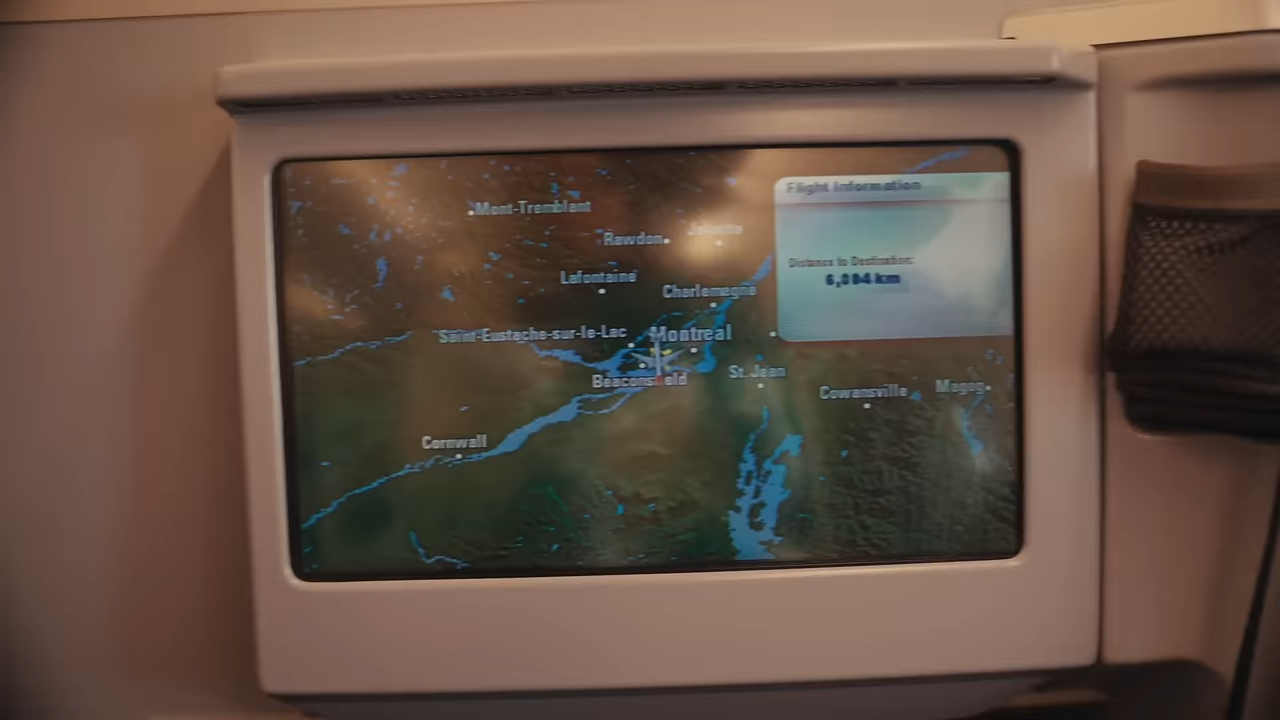 Flight Information
Mont-Tremblant
Rawdon
Joliette
Distance to Destination:
Lafontaine
6,004 km
Charlemagne
Saint-Eustache-sur-le-Lac
Montreal
St. Jean
Beaconsfield
Cowansville
Magog
Cornwall